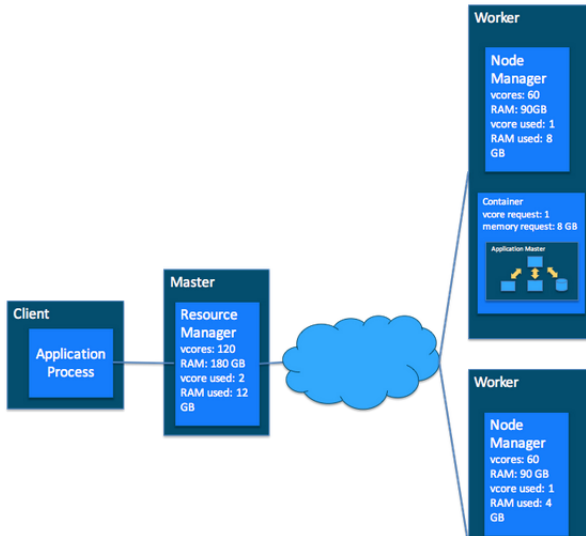 Worker
Node
Manager
vcores: 60
RAM: 90GB
vcore used: 1
RAM used: 8
GB
Container
vcore request: 1
memory request: 8 GB
Application Master
Client
Application
Process
Master
Resource
Manager
vcores: 120
RAM: 180 GB
vcore used: 2
RAM used: 12
GB
Worker
Node
Manager
vcores: 60
RAM: 90 GB
vcore used: 1
RAM used: 4
GB